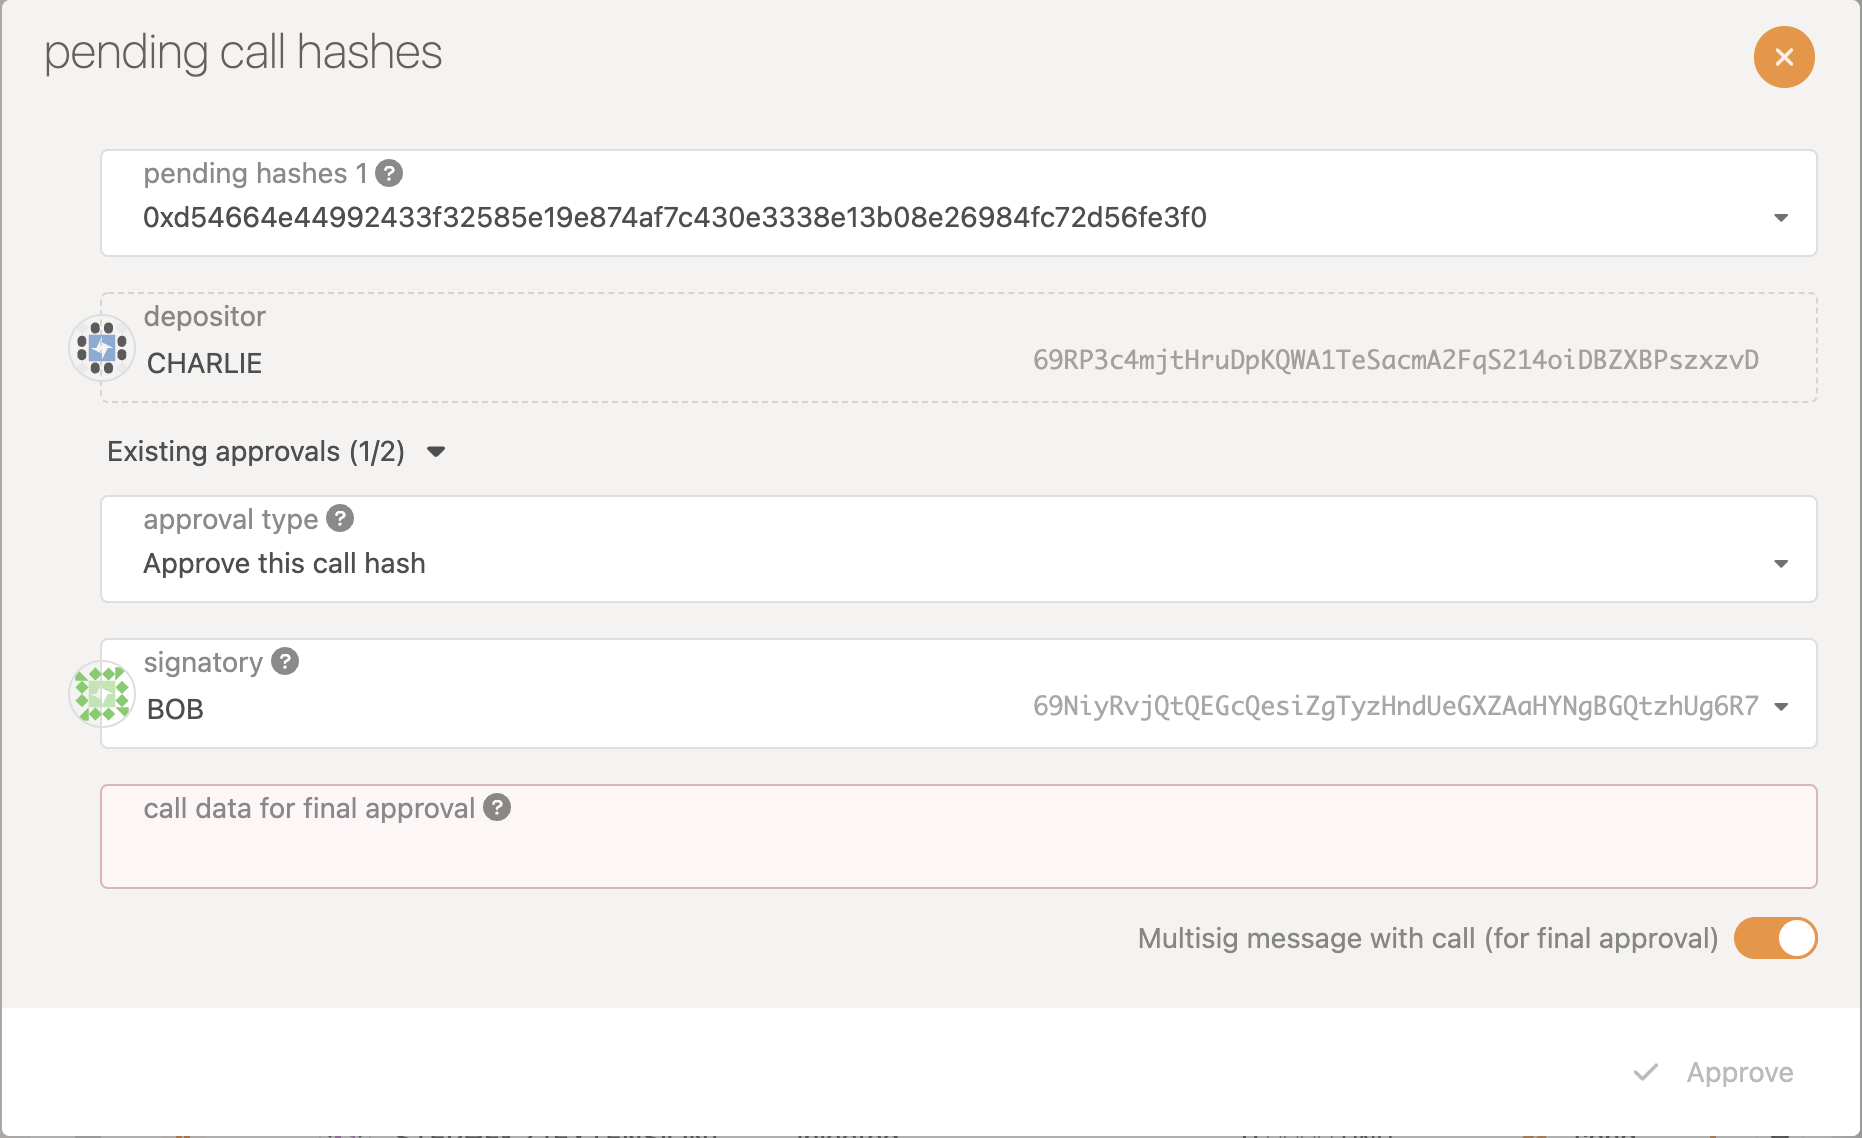 pending call hashes
pending hashes 1
0xd54664e44992433f32585e19e874af7c430e3338e13b08e26984fc72d56fe3f0
depositor
CHARLIE 69RP3c4mjtHruDpKQWA1TeSacmA2FqS214oiDBZXBPszxzvD
Existing approvals (1/2)
approval type
Approve this call hash
signatory
BOB 69NiyRvjQtQEGcQesiZgTyzHndUeGXZAaHYNgBGQtzhUg6R7
call data for final approval
Multisig message with call (for final approval)
Approve